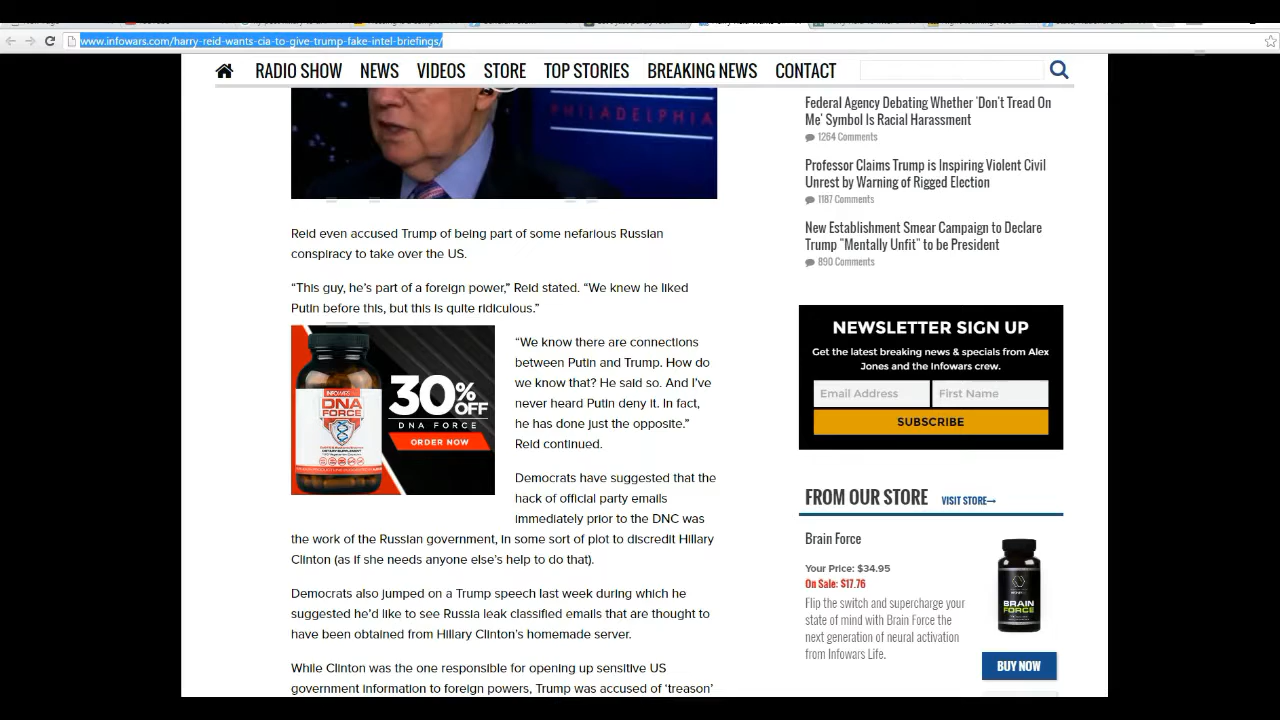 www.infowars.com/harry-reid-wants-cia-to-give-trump-fake-intel-briefings/
RADIO SHOW NEWS VIDEOS STORE TOP STORIES BREAKING NEWS CONTACT
PHILADELPHIA
Reid even accused Trump of being part of some nefarious Russian
conspiracy to take over the US.
“This guy, he’s part of a foreign power,” Reid stated. “We knew he liked
Putin before this, but this is quite ridiculous.”
INFOWARS
DNA
FORCE
30%
OFF
DNA FORCE
ORDER NOW
“We know there are connections
between Putin and Trump. How do
we know that? He said so. And I’ve
never heard Putin deny it. In fact,
he has done just the opposite.”
Reid continued.
Democrats have suggested that the
hack of official party emails
immediately prior to the DNC was
the work of the Russian government, in some sort of plot to discredit Hillary
Clinton (as if she needs anyone else’s help to do that).
Democrats also jumped on a Trump speech last week during which he
suggested he’d like to see Russia leak classified emails that are thought to
have been obtained from Hillary Clinton’s homemade server.
While Clinton was the one responsible for opening up sensitive US
government information to foreign powers, Trump was accused of ‘treason’
Federal Agency Debating Whether 'Don't Tread On
Me' Symbol Is Racial Harassment
1264 Comments
Professor Claims Trump is Inspiring Violent Civil
Unrest by Warning of Rigged Election
1187 Comments
New Establishment Smear Campaign to Declare
Trump "Mentally Unfit" to be President
890 Comments
NEWSLETTER SIGN UP
Get the latest breaking news & specials from Alex
Jones and the Infowars crew.
Email Address First Name
SUBSCRIBE
FROM OUR STORE VISIT STORE→
Brain Force
Your Price: $34.95
On Sale: $17.76
Flip the switch and supercharge your
state of mind with Brain Force the
next generation of neural activation
from Infowars Life.
BRAIN
FORCE
BUY NOW